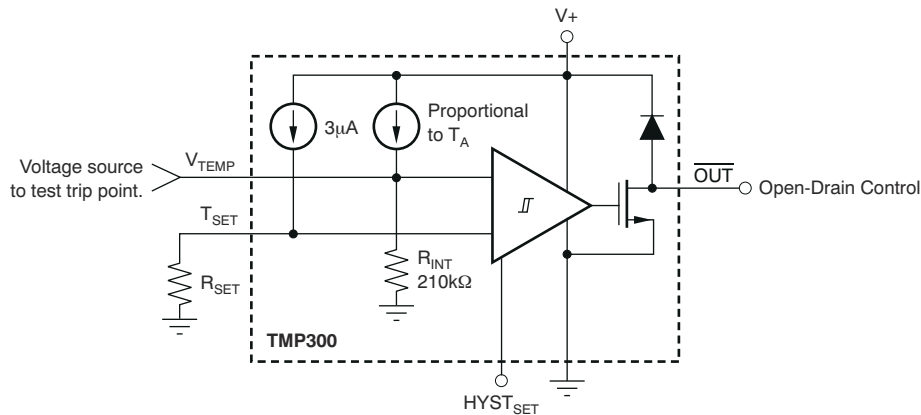 V+
3μA
Proportional
to T_A
Voltage source
to test trip point.
V_TEMP
OUT
Open-Drain Control
T_SET
R_SET
R_INT
210kΩ
TMP300
HYST_SET